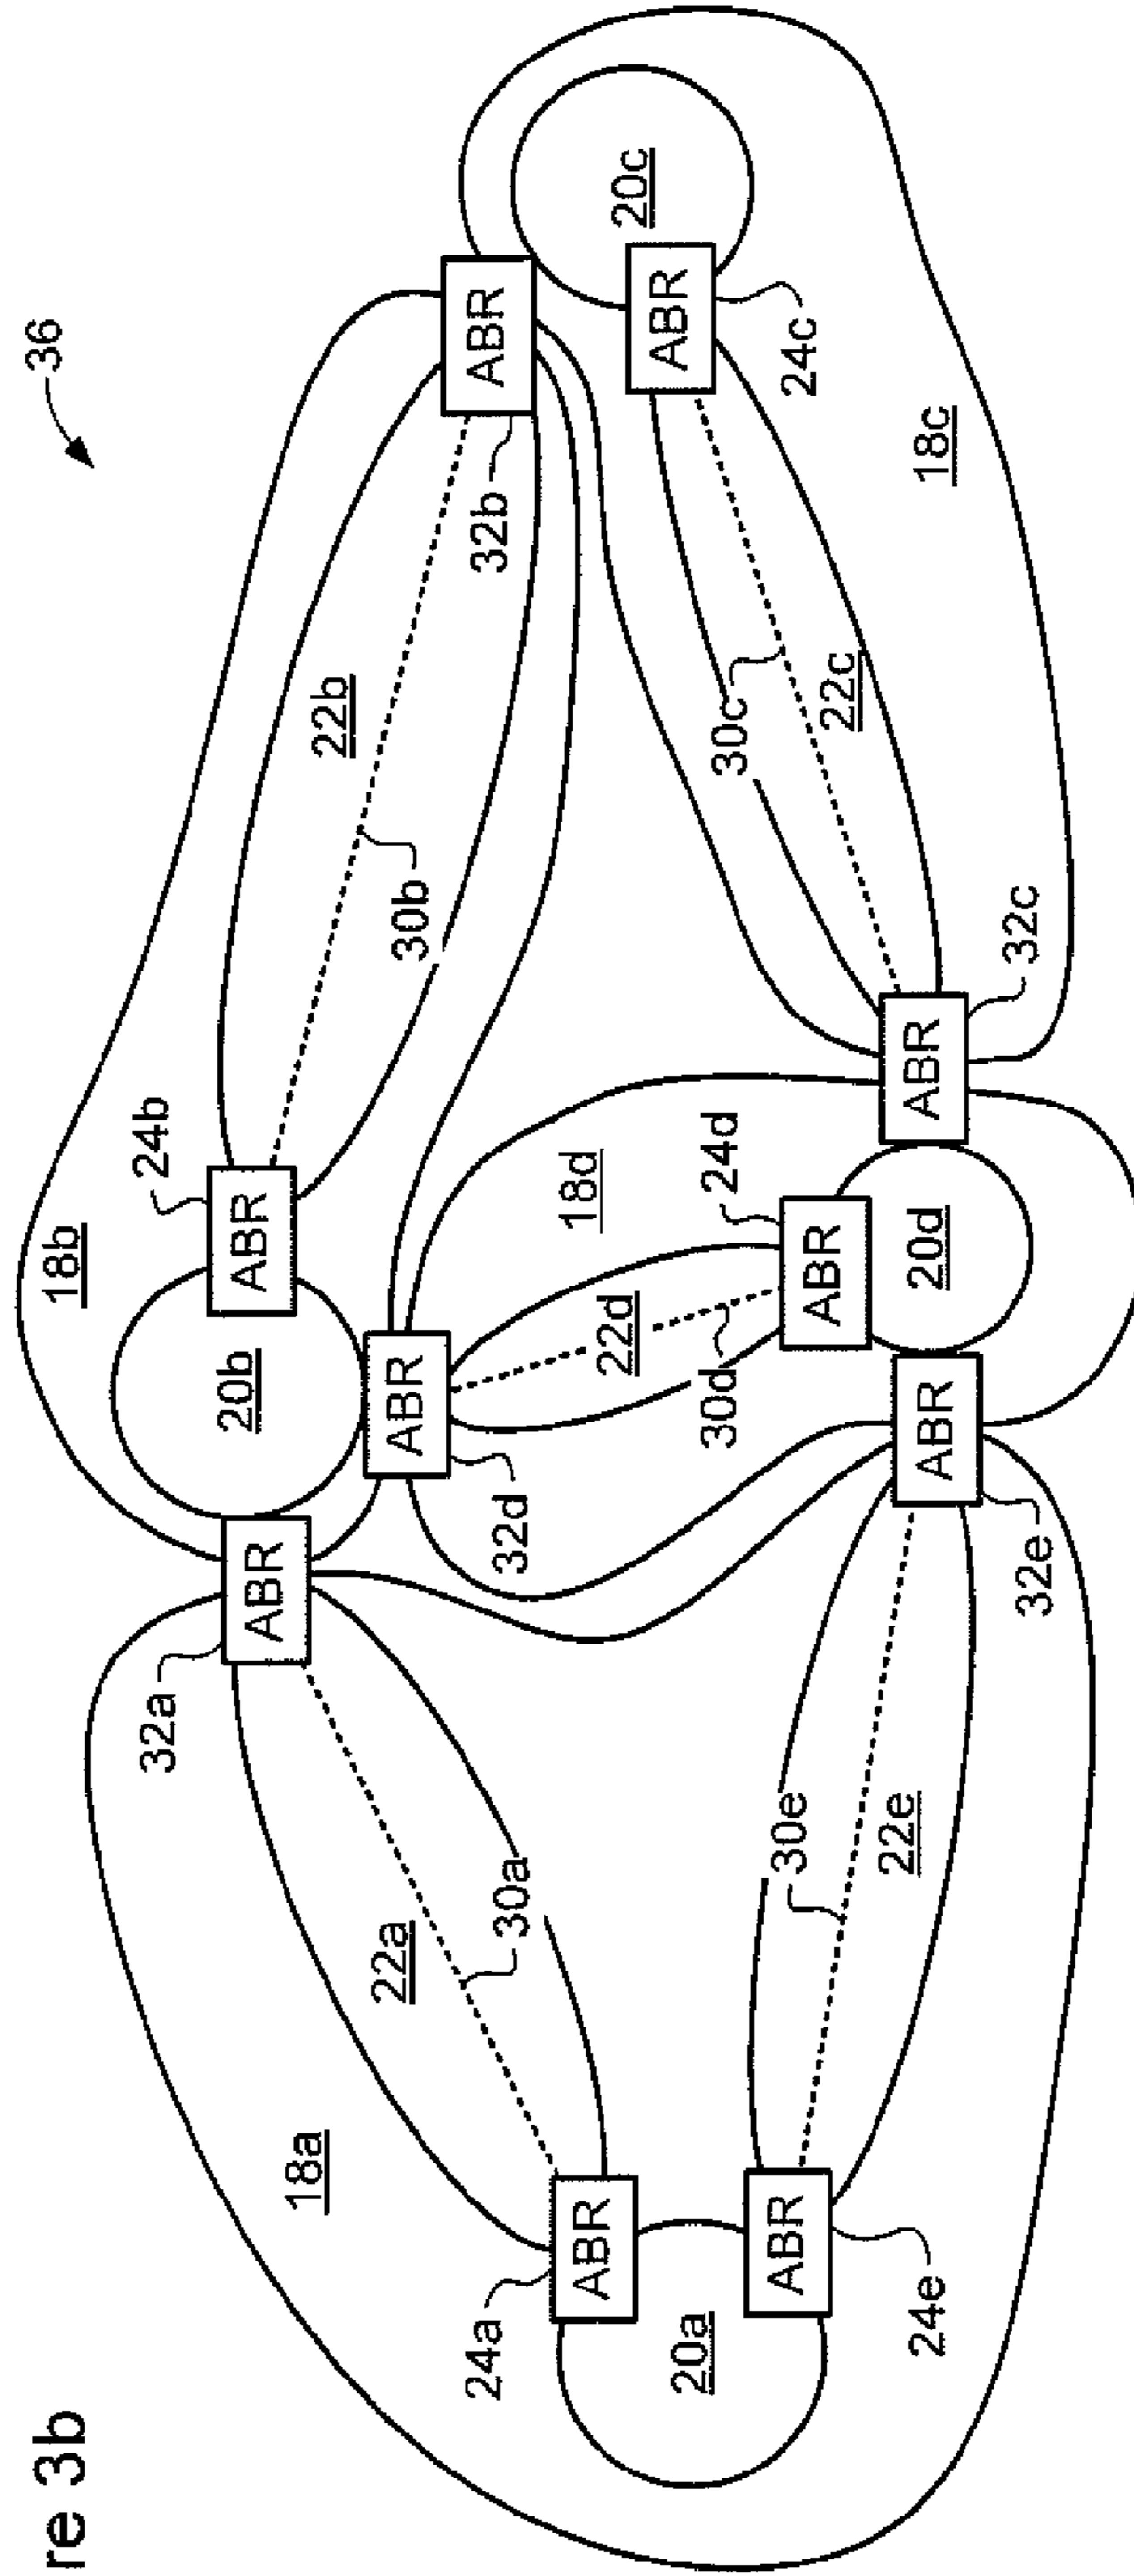 re 3b
36
18a
18b
18c
18d
20a
20b
20c
20d
22a
22b
22c
22d
22e
24a
24b
24c
24d
24e
30a
30b
30c
30d
30e
32a
32b
32c
32d
32e
ABR
ABR
ABR
ABR
ABR
ABR
ABR
ABR
ABR
ABR